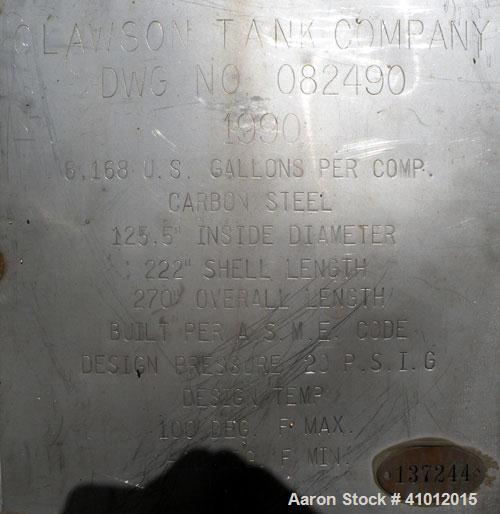 CLAWSON TANK COMPANY
DWG NO. 082490
1990
6,168 U.S. GALLONS PER COMP.
CARBON STEEL
125.5" INSIDE DIAMETER
222" SHELL LENGTH
270" OVERALL LENGTH
BUILT PER A.S.M.E. CODE
DESIGN PRESSURE 20 P.S.I.G
DESIGN TEMP
100 DEG. F MAX.
F MIN.
137244
Aaron Stock # 41012015